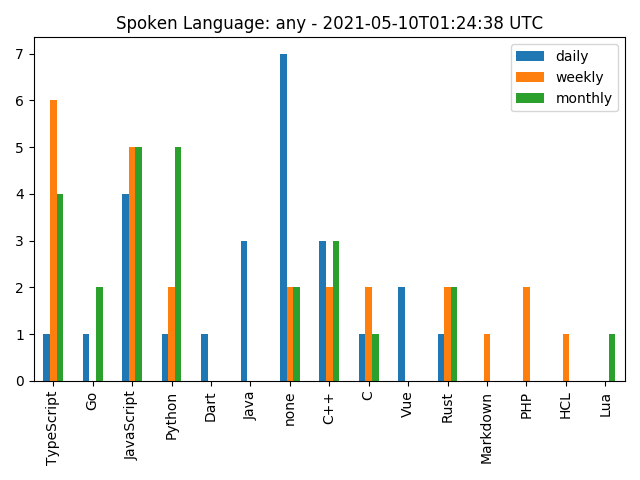 Spoken Language: any - 2021-05-10T01:24:38 UTC
daily
weekly
monthly
7
6
5
4
3
2
1
0
TypeScript
Go
JavaScript
Python
Dart
Java
none
C++
C
Vue
Rust
Markdown
PHP
HCL
Lua